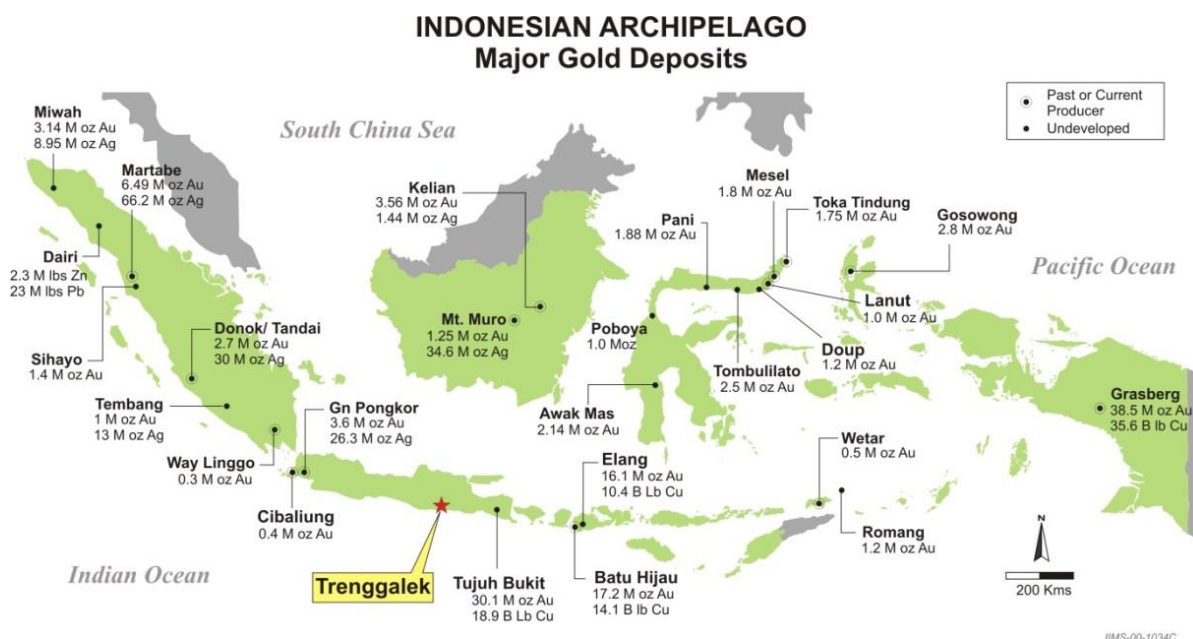 INDONESIAN ARCHIPELAGO
Major Gold Deposits
Past or Current
Producer
Undeveloped
Miwah
3.14 M oz Au
8.95 M oz Ag
South China Sea
Martabe
6.49 M oz Au
66.2 M oz Ag
Kelian
3.56 M oz Au
1.44 M oz Ag
Mesel
1.8 M oz Au
Pani
1.88 M oz Au
Toka Tindung
1.75 M oz Au
Gosowong
2.8 M oz Au
Pacific Ocean
Dairi
2.3 M lbs Zn
23 M lbs Pb
Lanut
1.0 M oz Au
Mt. Muro
1.25 M oz Au
34.6 M oz Ag
Donok/ Tandai
2.7 M oz Au
30 M oz Ag
Poboya
1.0 Moz
Doup
1.2 M oz Au
Sihayo
1.4 M oz Au
Tombulilato
2.5 M oz Au
Grasberg
38.5 M oz Au
35.6 B lb Cu
Tembang
1 M oz Au
13 M oz Ag
Gn Pongkor
3.6 M oz Au
26.3 M oz Ag
Awak Mas
2.14 M oz Au
Wetar
0.5 M oz Au
Way Linggo
0.3 M oz Au
Elang
16.1 M oz Au
10.4 B Lb Cu
Cibaliung
0.4 M oz Au
Romang
1.2 M oz Au
N
Indian Ocean
Trenggalek
Tujuh Bukit
30.1 M oz Au
18.9 B Lb Cu
Batu Hijau
17.2 M oz Au
14.1 B lb Cu
200 Kms
IIMS-00-1034C